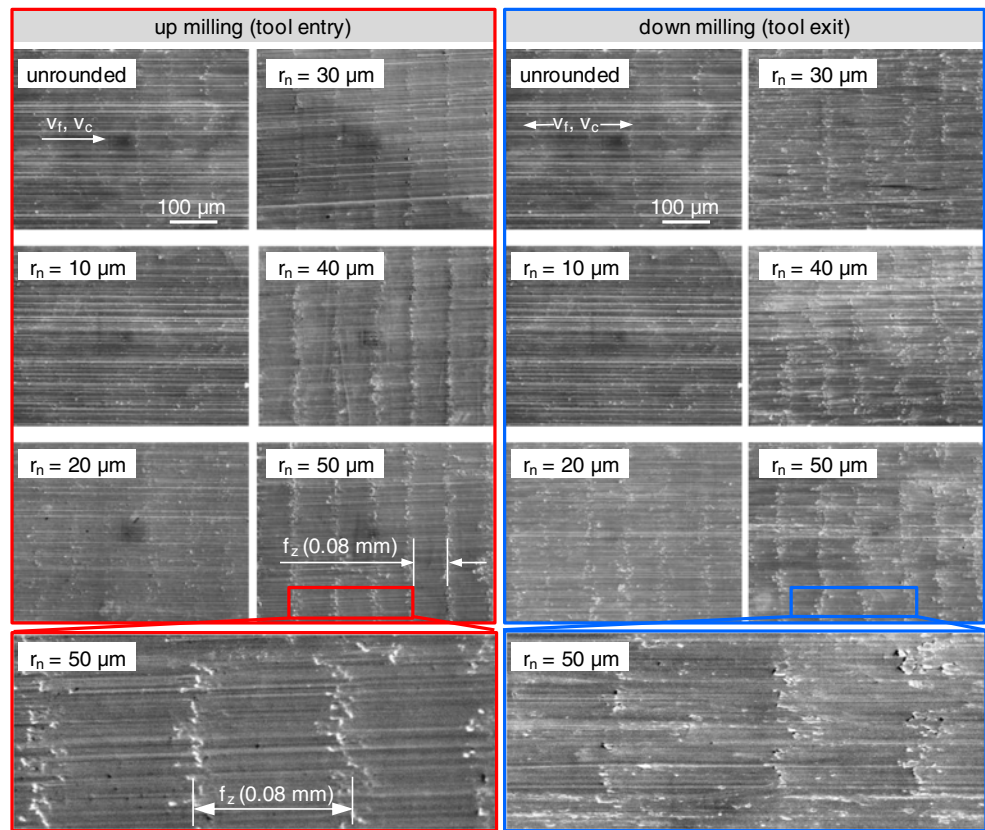 up milling (tool entry)
unrounded
v_f, v_c
100 µm
r_n = 30 µm
r_n = 10 µm
r_n = 40 µm
r_n = 20 µm
r_n = 50 µm
f_z (0.08 mm)
r_n = 50 µm
f_z (0.08 mm)
down milling (tool exit)
unrounded
v_f, v_c
100 µm
r_n = 30 µm
r_n = 10 µm
r_n = 40 µm
r_n = 20 µm
r_n = 50 µm
r_n = 50 µm